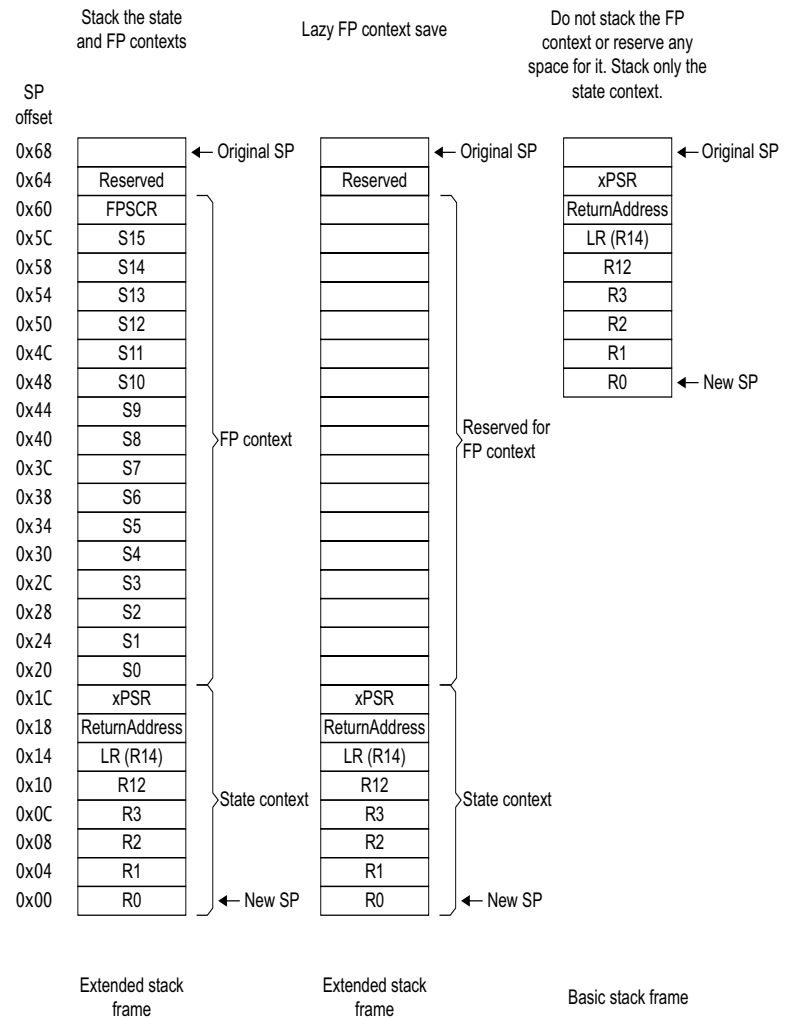 Stack the state
and FP contexts
Lazy FP context save
Do not stack the FP
context or reserve any
space for it. Stack only the
state context.
SP
offset
0x68 Original SP Original SP Original SP
0x64 Reserved Reserved xPSR
0x60 FPSCR ReturnAddress
0x5C S15 LR (R14)
0x58 S14 R12
0x54 S13 R3
0x50 S12 R2
0x4C S11 R1
0x48 S10 R0 New SP
0x44 S9
0x40 S8 FP context Reserved for
FP context
0x3C S7
0x38 S6
0x34 S5
0x30 S4
0x2C S3
0x28 S2
0x24 S1
0x20 S0
0x1C xPSR xPSR
0x18 ReturnAddress ReturnAddress
0x14 LR (R14) LR (R14)
0x10 R12 R12
0x0C R3 State context R3 State context
0x08 R2 R2
0x04 R1 R1
0x00 R0 New SP R0 New SP
Extended stack
frame
Extended stack
frame
Basic stack frame